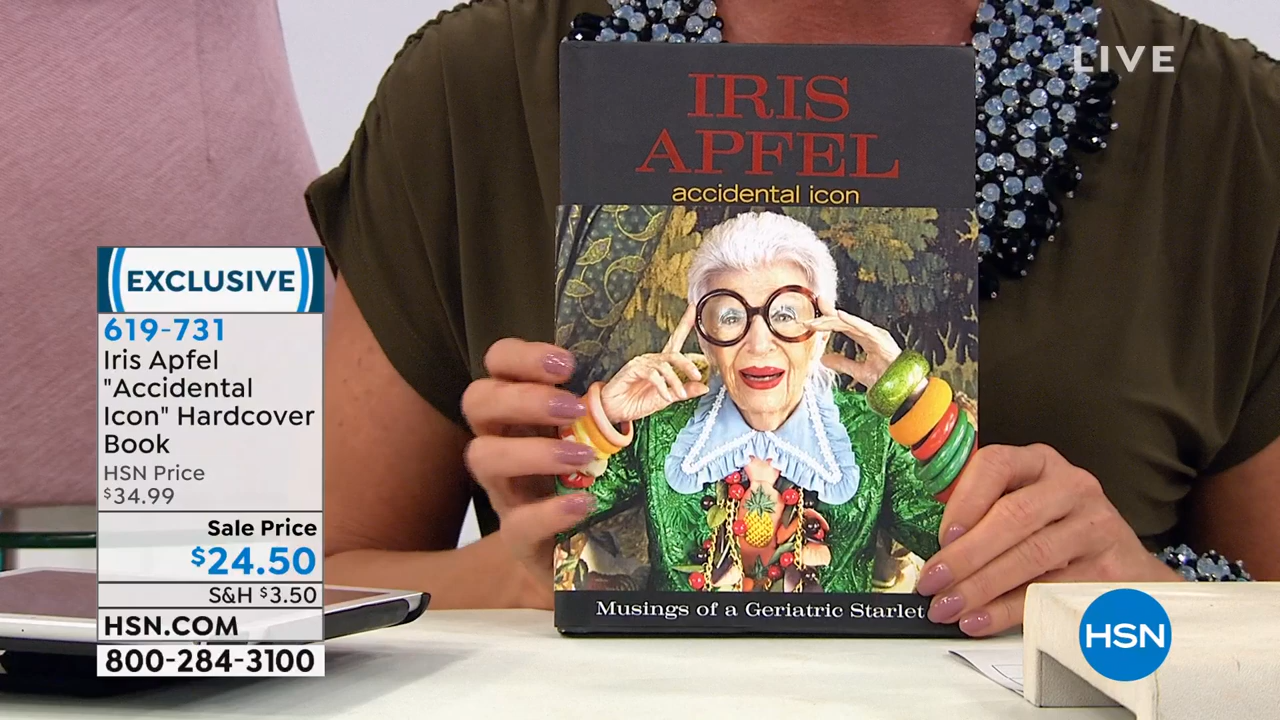 LIVE
IRIS
APFEL
accidental icon
Musings of a Geriatric Starlet
EXCLUSIVE
619-731
Iris Apfel
"Accidental
Icon" Hardcover
Book
HSN Price
$34.99
Sale Price
$24.50
S&H $3.50
HSN.COM
800-284-3100
HSN